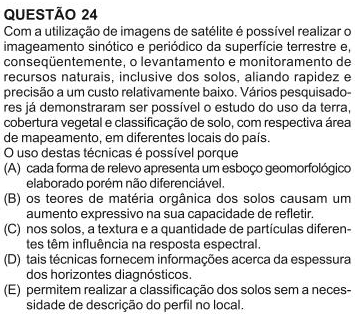 QUESTÃO 24
Com a utilização de imagens de satélite é possível realizar o
imageamento sinótico e periódico da superfície terrestre e,
conseqüentemente, o levantamento e monitoramento de
recursos naturais, inclusive dos solos, aliando rapidez e
precisão a um custo relativamente baixo. Vários pesquisado-
res já demonstraram ser possível o estudo do uso da terra,
cobertura vegetal e classificação de solo, com respectiva área
de mapeamento, em diferentes locais do país.
O uso destas técnicas é possível porque
(A) cada forma de relevo apresenta um esboço geomorfológico
elaborado porém não diferenciável.
(B) os teores de matéria orgânica dos solos causam um
aumento expressivo na sua capacidade de refletir.
(C) nos solos, a textura e a quantidade de partículas diferen-
tes têm influência na resposta espectral.
(D) tais técnicas fornecem informações acerca da espessura
dos horizontes diagnósticos.
(E) permitem realizar a classificação dos solos sem a neces-
sidade de descrição do perfil no local.